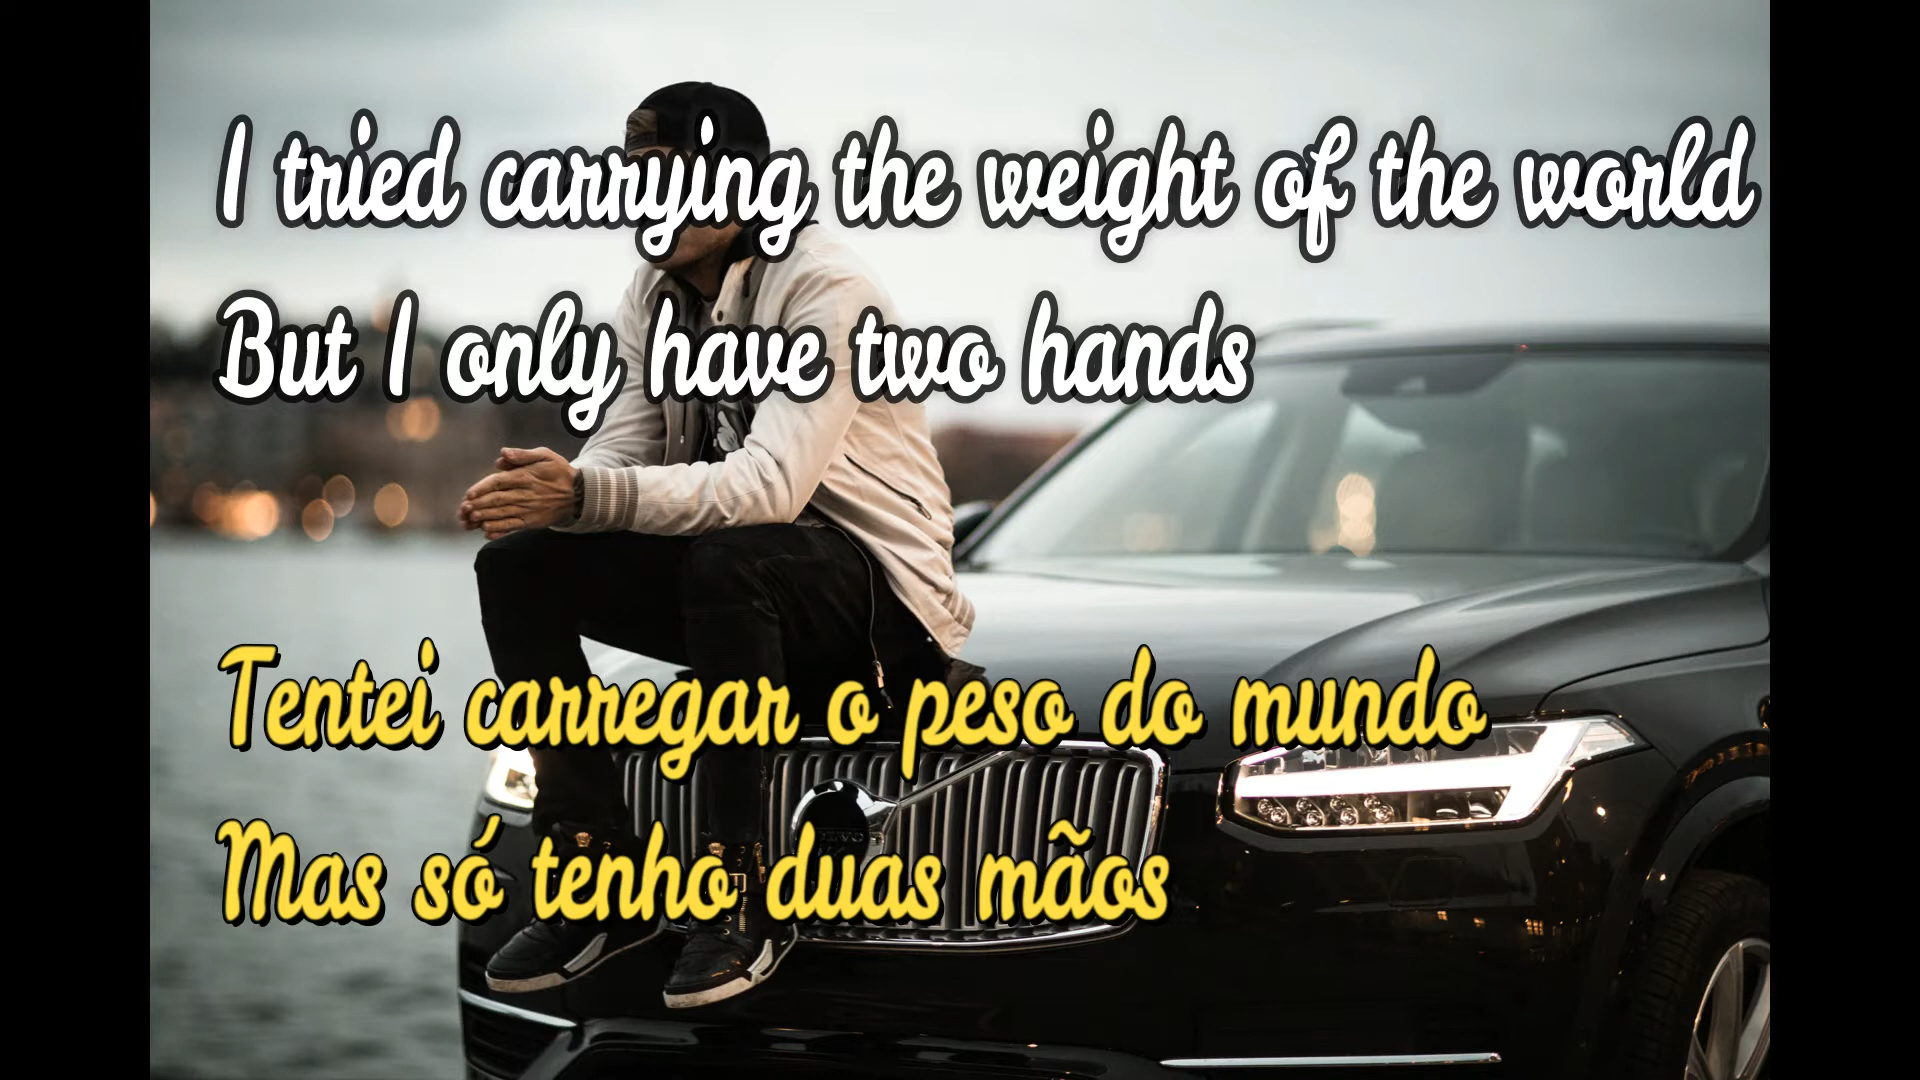 I tried carrying the weight of the world
But I only have two hands
Tentei carregar o peso do mundo
Mas só tenho duas mãos